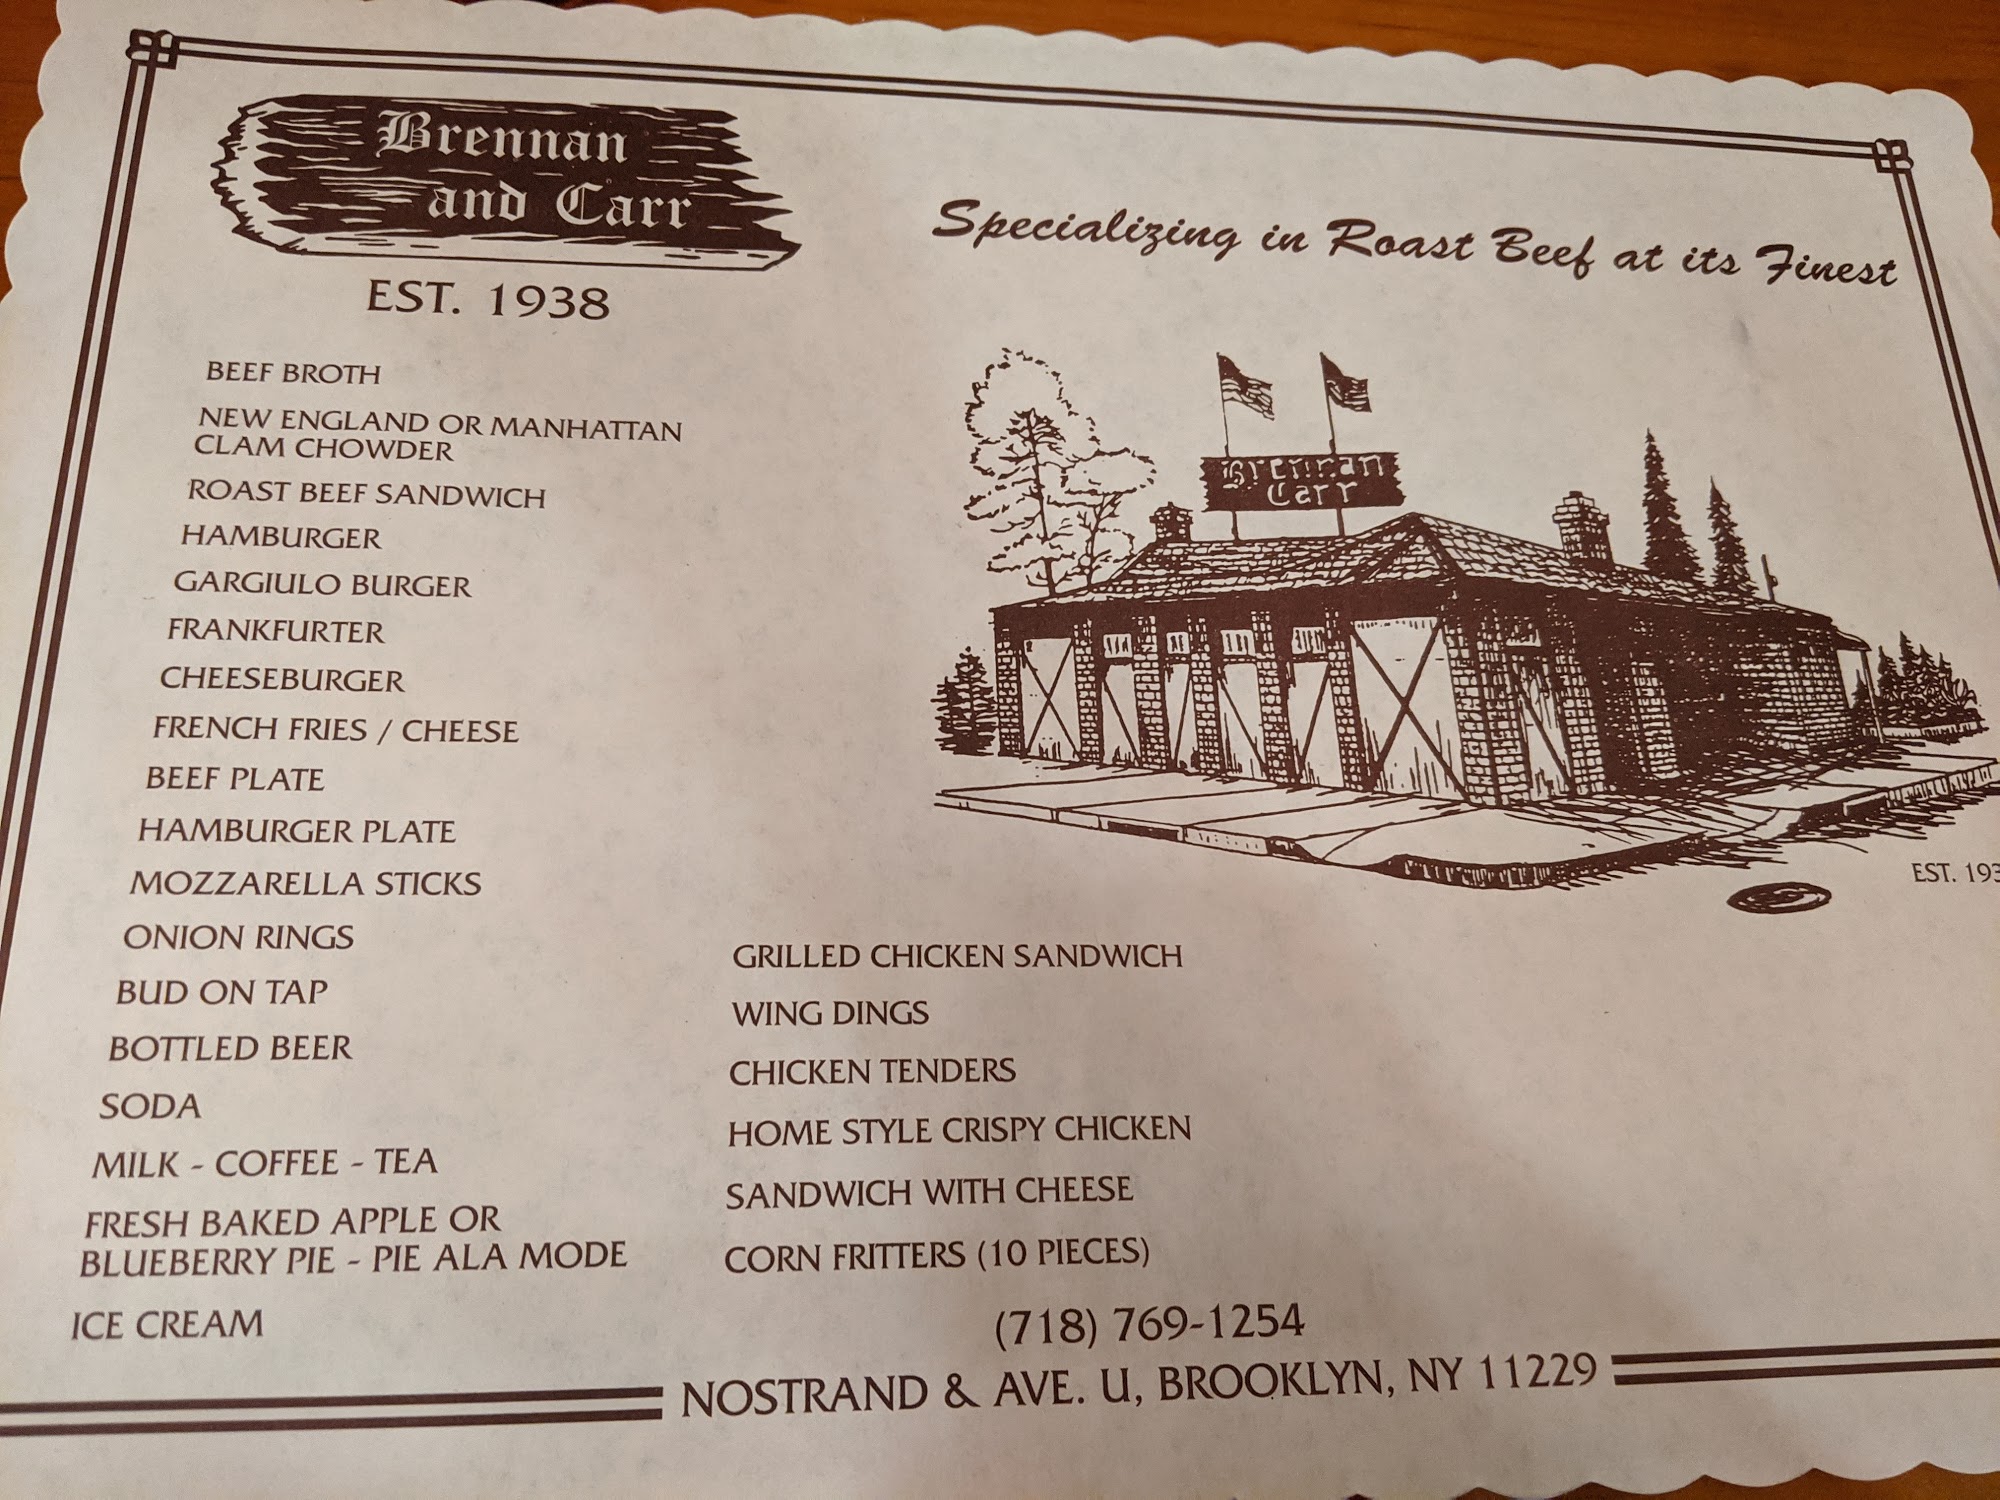 Brennan
and Carr
EST. 1938
Specializing in Roast Beef at its Finest
BEEF BROTH
NEW ENGLAND OR MANHATTAN
CLAM CHOWDER
ROAST BEEF SANDWICH
HAMBURGER
GARGIULO BURGER
FRANKFURTER
CHEESEBURGER
FRENCH FRIES / CHEESE
BEEF PLATE
HAMBURGER PLATE
MOZZARELLA STICKS
ONION RINGS
BUD ON TAP
BOTTLED BEER
SODA
MILK - COFFEE - TEA
FRESH BAKED APPLE OR
BLUEBERRY PIE - PIE ALA MODE
ICE CREAM
Brennan
Carr
EST. 193
GRILLED CHICKEN SANDWICH
WING DINGS
CHICKEN TENDERS
HOME STYLE CRISPY CHICKEN
SANDWICH WITH CHEESE
CORN FRITTERS (10 PIECES)
(718) 769-1254
NOSTRAND & AVE. U, BROOKLYN, NY 11229